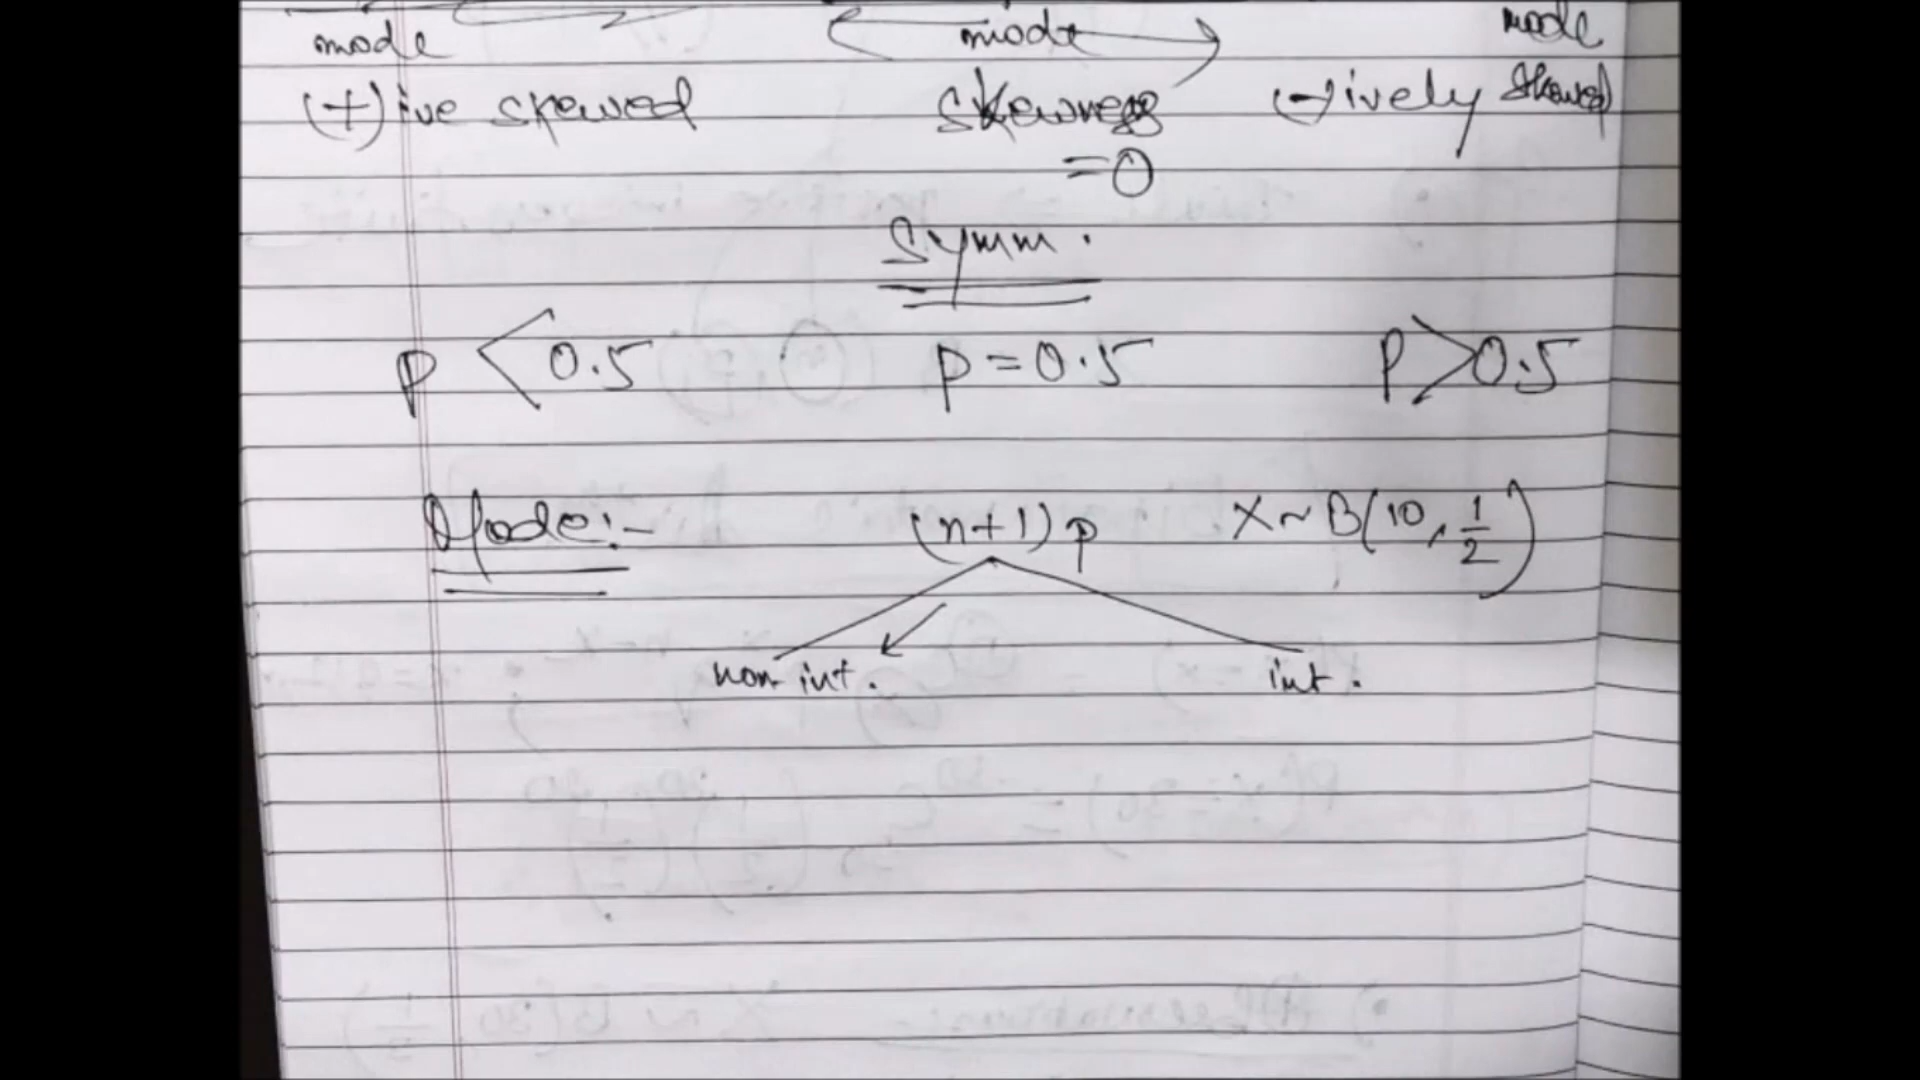 mode mode mode
(+)ive skewed Skewness (-)ively Skewed
=0
Symm.
p < 0.5 p = 0.5 p > 0.5
Mode:- (n+1)p X~B(10, 1/2)
non int. int.